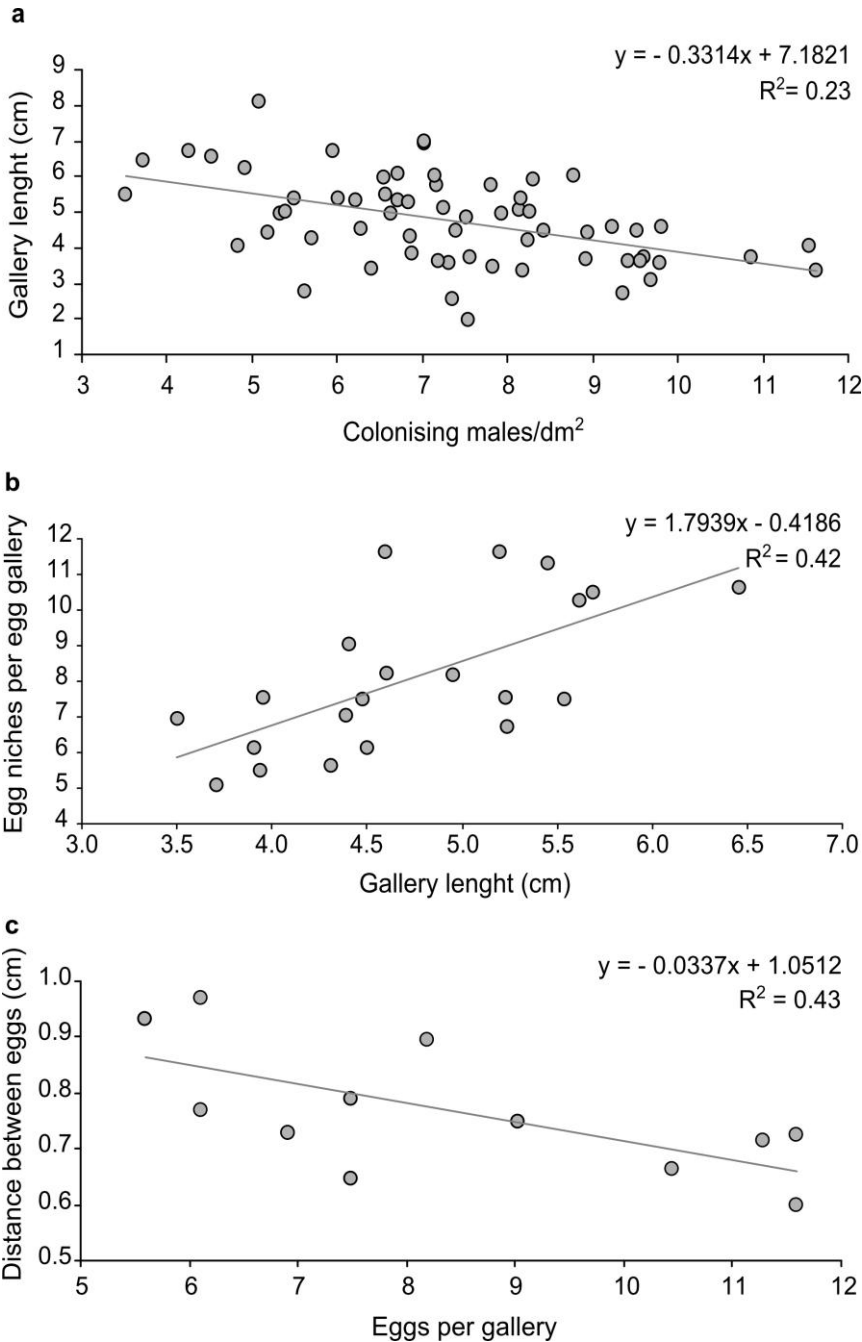 a
y = - 0.3314x + 7.1821
R²= 0.23
Gallery lenght (cm)
9
8
7
6
5
4
3
2
1
3 4 5 6 7 8 9 10 11 12
Colonising males/dm²
b
y = 1.7939x - 0.4186
R² = 0.42
Egg niches per egg gallery
12
11
10
9
8
7
6
5
4
3.0 3.5 4.0 4.5 5.0 5.5 6.0 6.5 7.0
Gallery lenght (cm)
c
y = - 0.0337x + 1.0512
R² = 0.43
Distance between eggs (cm)
1.0
0.9
0.8
0.7
0.6
0.5
5 6 7 8 9 10 11 12
Eggs per gallery